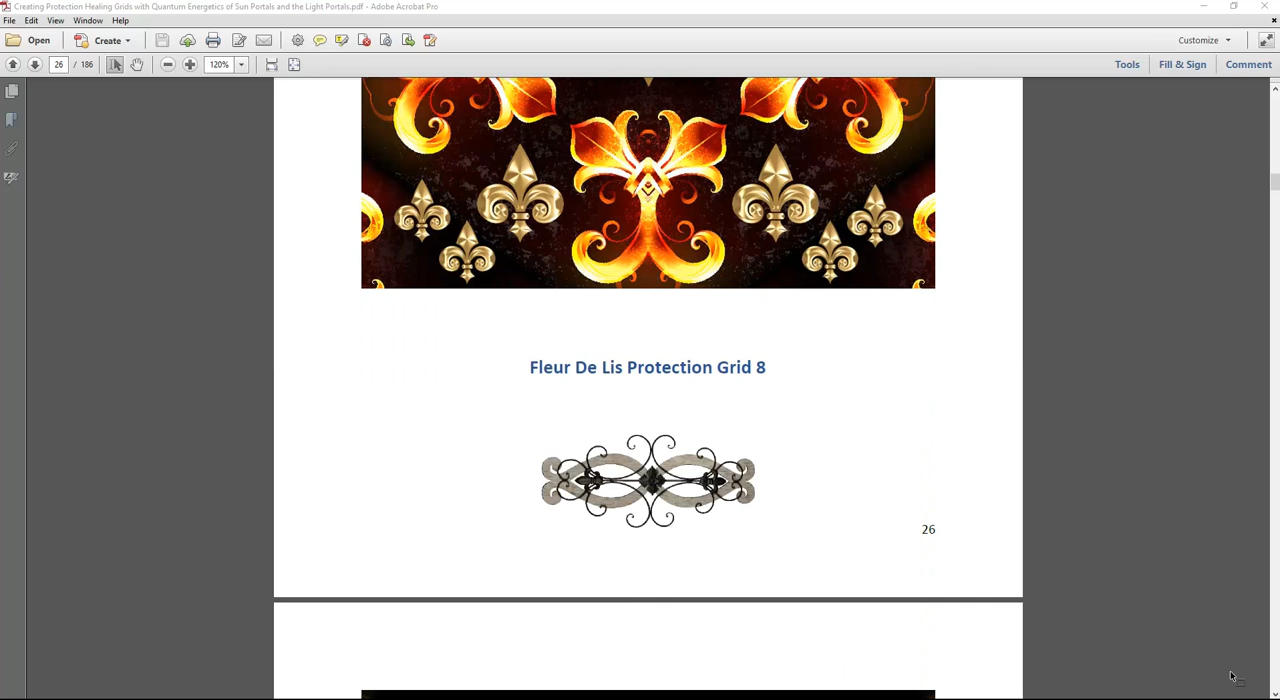 Creating Protection Healing Grids with Quantum Energetics of Sun Portals and the Light Portals.pdf - Adobe Acrobat Pro
File Edit View Window Help
Open Create Customize
26 / 186 120% Tools Fill & Sign Comment
Fleur De Lis Protection Grid 8
26